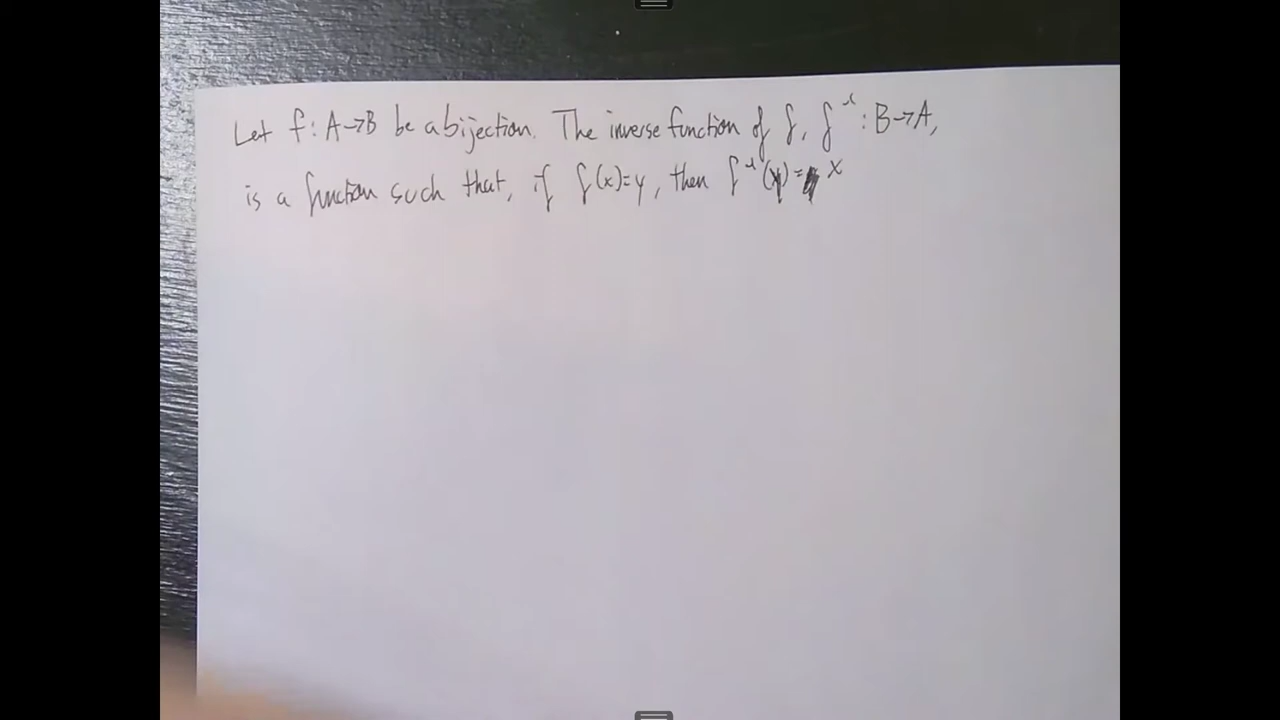 Let f: A→B be a bijection. The inverse function of f, f⁻¹: B→A,
is a function such that, if f(x)=y, then f⁻¹(y)= x